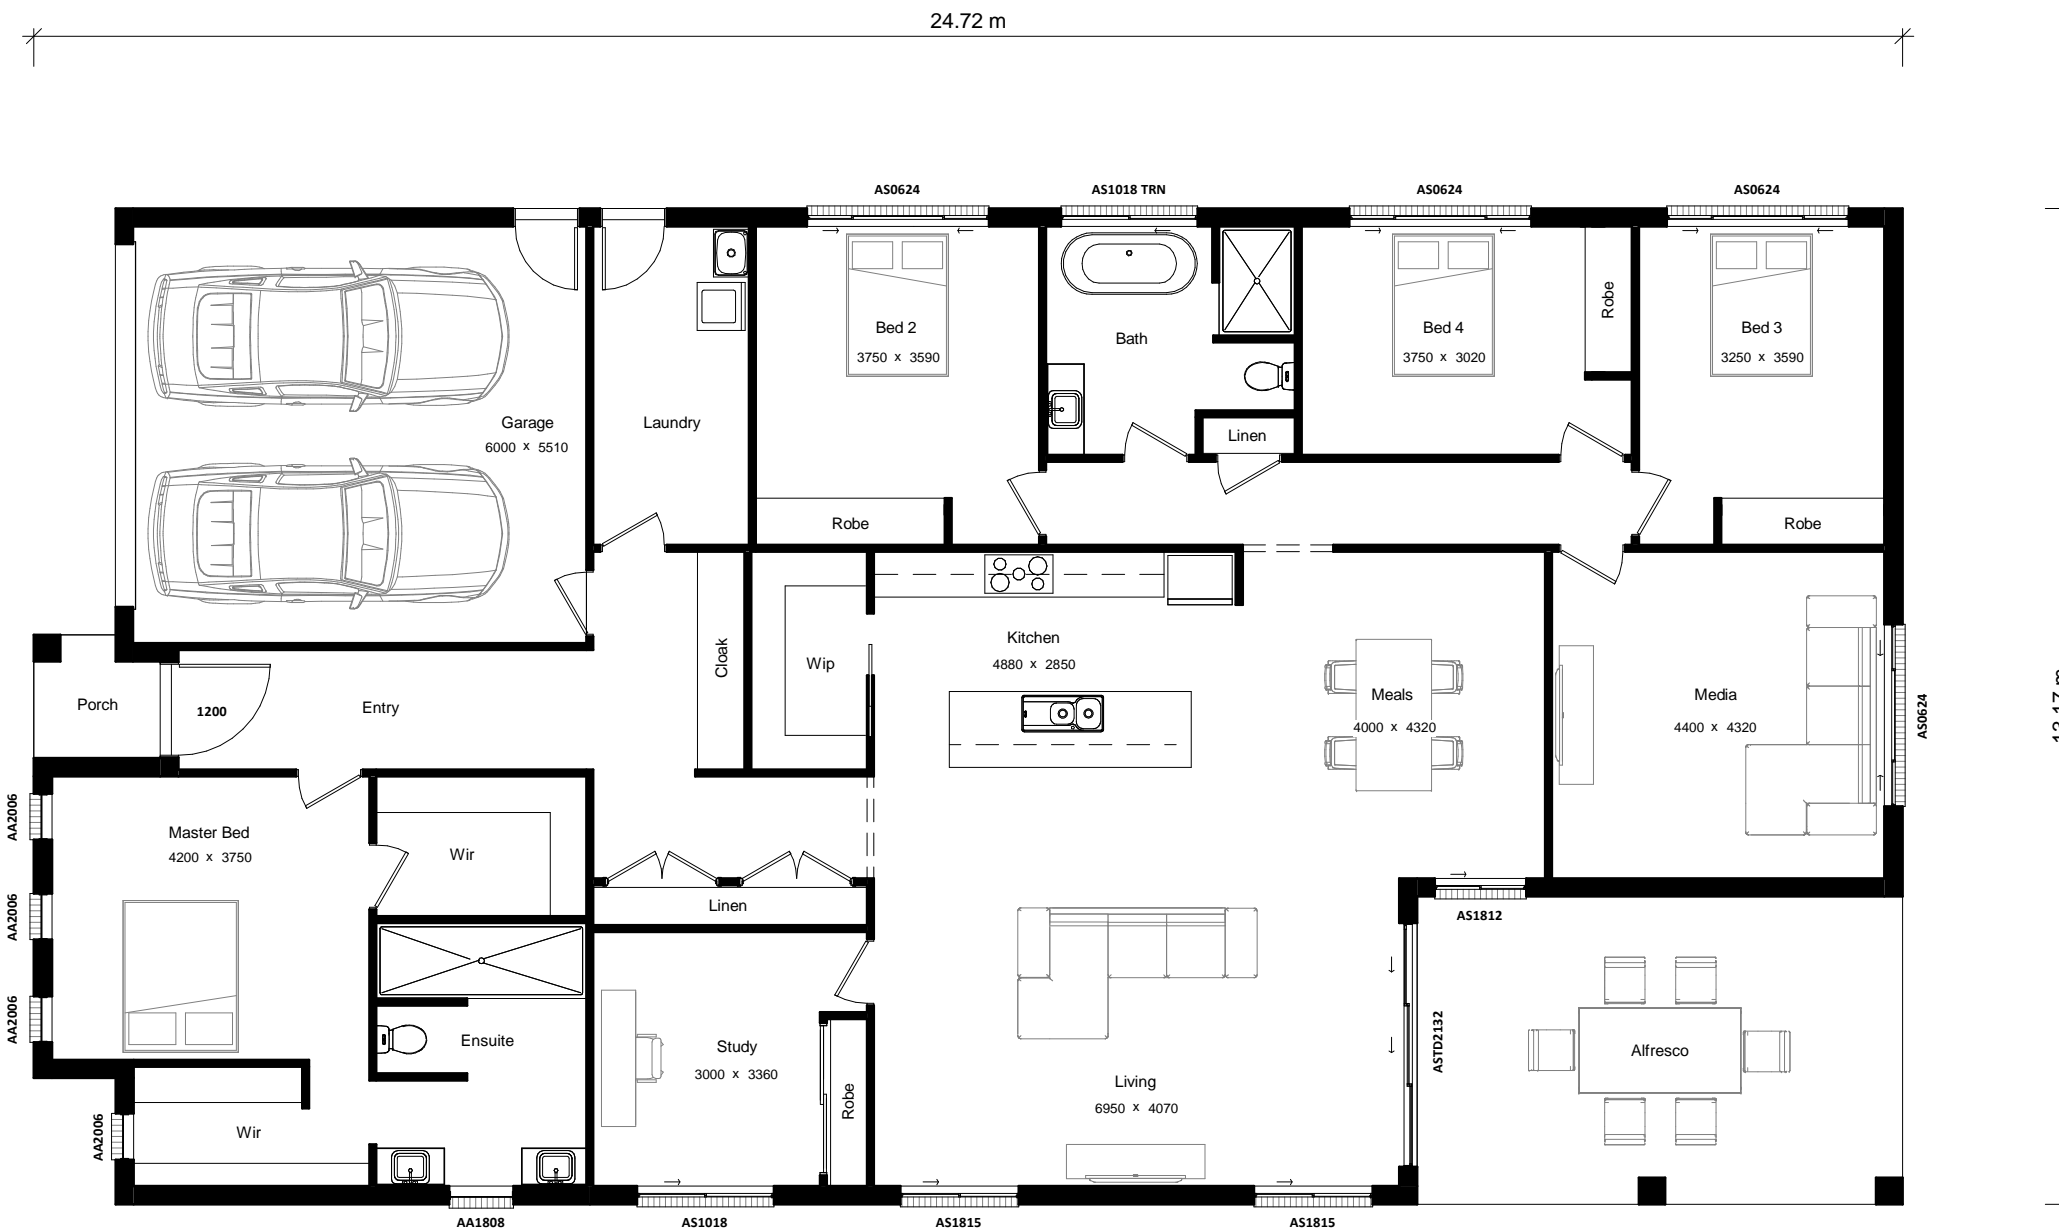 24.72 m
AS0624
AS1018 TRN
AS0624
AS0624
Bed 2
3750 x 3590
Bath
Bed 4
3750 x 3020
Robe
Bed 3
3250 x 3590
Garage
6000 x 5510
Laundry
Linen
Robe
Robe
Porch
1200
Entry
Cloak
Wip
Kitchen
4880 x 2850
Meals
4000 x 4320
Media
4400 x 4320
AS0624
AA2006
Master Bed
4200 x 3750
Wir
AA2006
Linen
AS1812
AA2006
Ensuite
Study
3000 x 3360
Robe
Living
6950 x 4070
ASTD2132
Alfresco
AA2006
Wir
AA1808
AS1018
AS1815
AS1815